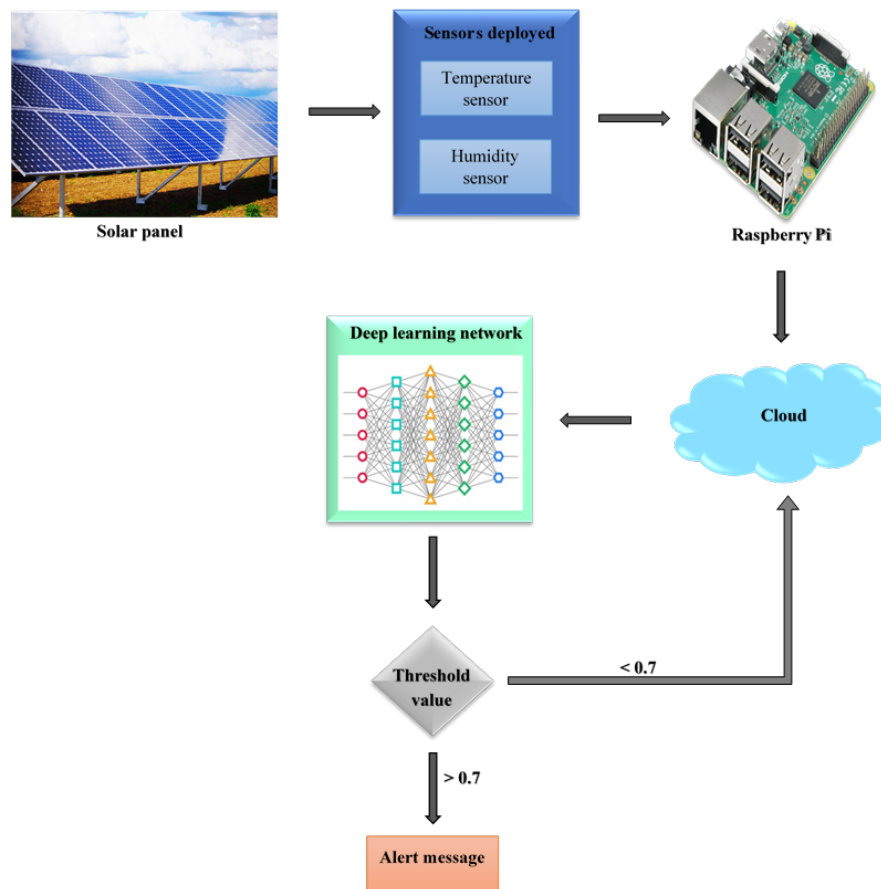 Sensors deployed
Temperature
sensor
Humidity
sensor
Solar panel
Raspberry Pi
Deep learning network
Cloud
Threshold
value
< 0.7
> 0.7
Alert message